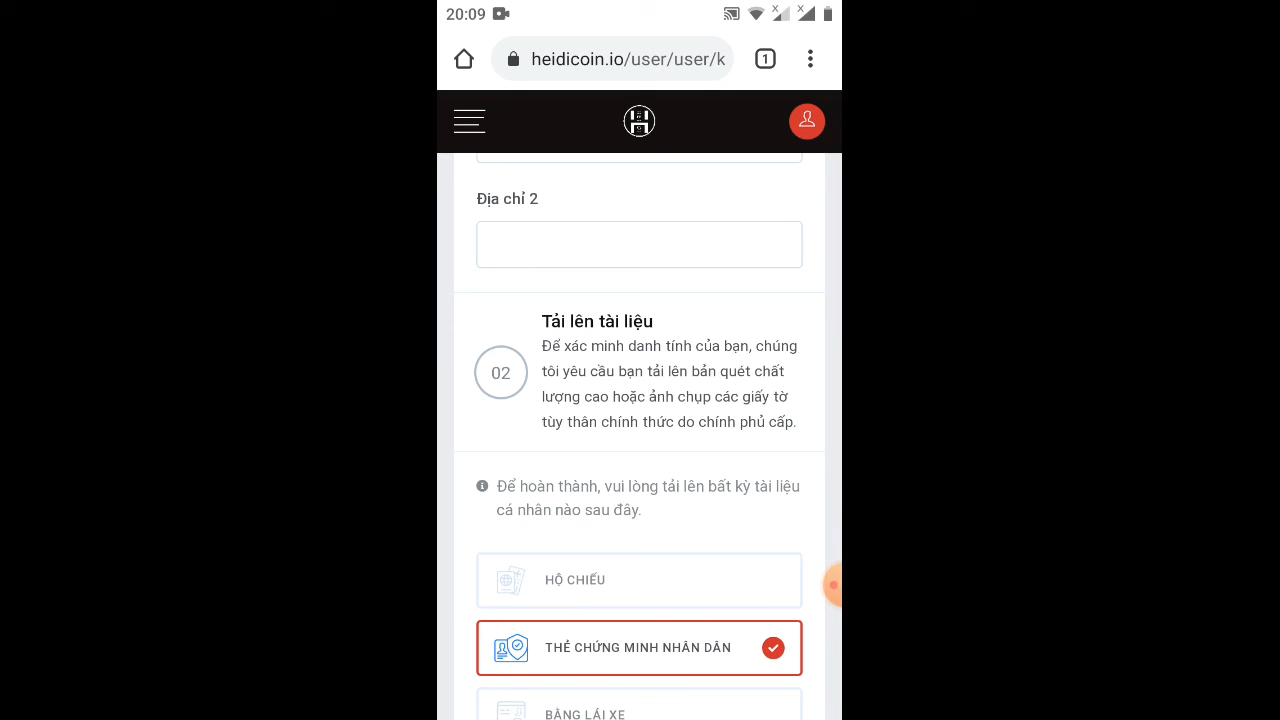 20:09
heidicoin.io/user/user/k
1
Địa chỉ 2
Tải lên tài liệu
Để xác minh danh tính của bạn, chúng
tôi yêu cầu bạn tải lên bản quét chất
lượng cao hoặc ảnh chụp các giấy tờ
tùy thân chính thức do chính phủ cấp.
02
Để hoàn thành, vui lòng tải lên bất kỳ tài liệu
cá nhân nào sau đây.
HỘ CHIẾU
THẺ CHỨNG MINH NHÂN DÂN
BẰNG LÁI XE